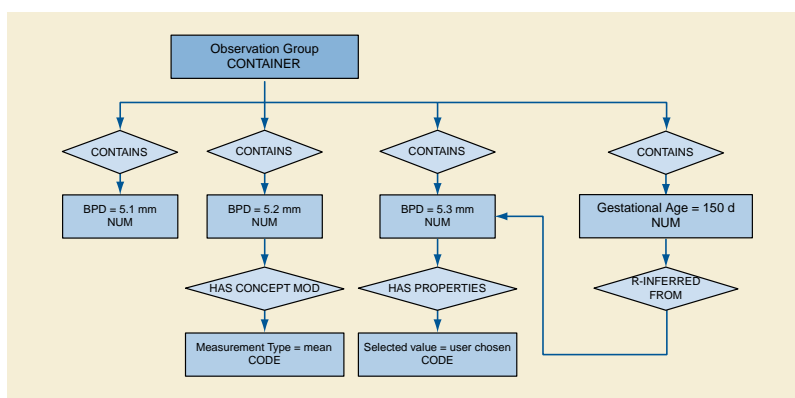 Observation Group
CONTAINER
CONTAINS
CONTAINS
CONTAINS
CONTAINS
BPD = 5.1 mm
NUM
BPD = 5.2 mm
NUM
BPD = 5.3 mm
NUM
Gestational Age = 150 d
NUM
HAS CONCEPT MOD
HAS PROPERTIES
R-INFERRED
FROM
Measurement Type = mean
CODE
Selected value = user chosen
CODE